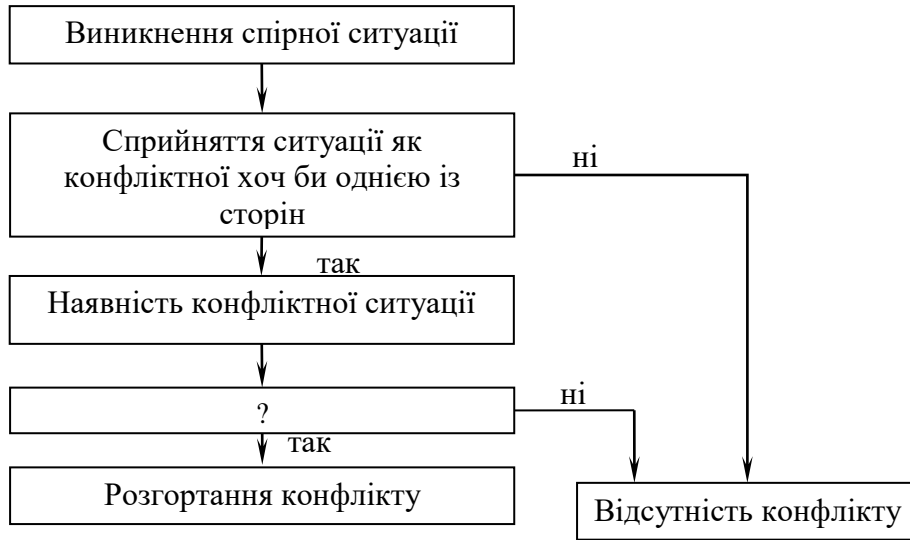 Виникнення спірної ситуації
Сприйняття ситуації як
конфліктної хоч би однією із
сторін
ні
так
Наявність конфліктної ситуації
?
ні
так
Розгортання конфлікту
Відсутність конфлікту